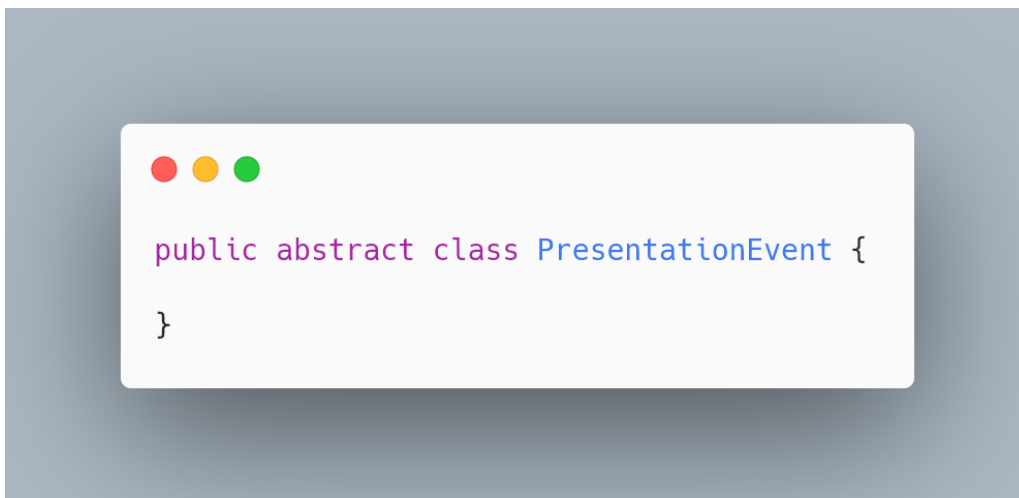 public abstract class PresentationEvent {
}